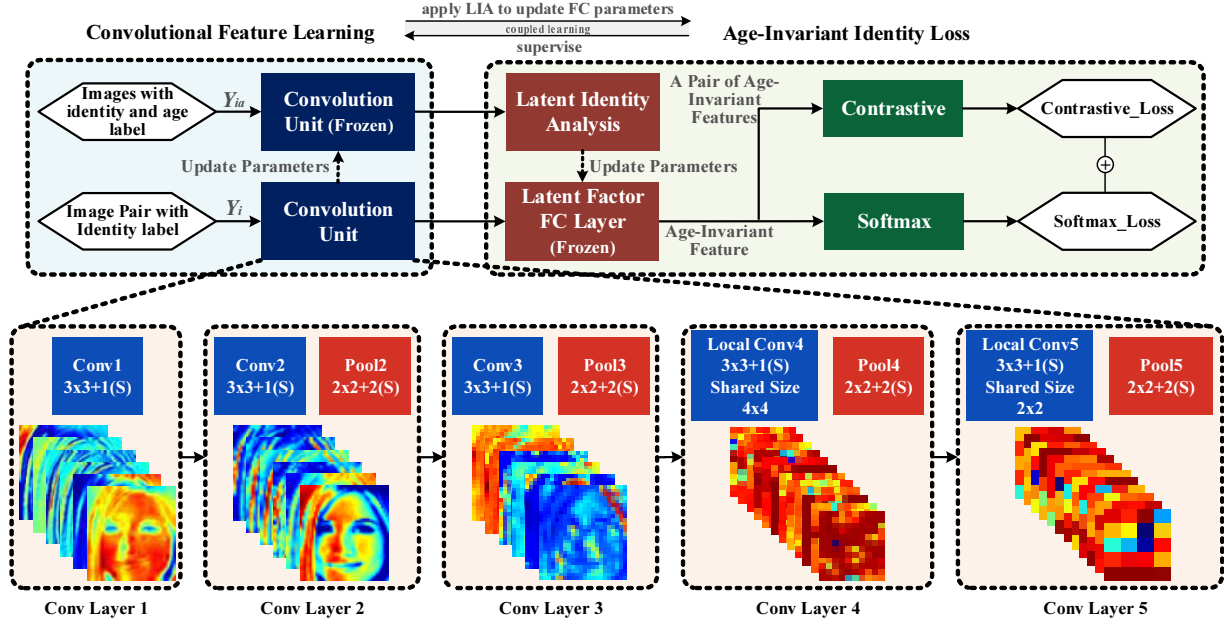 apply LIA to update FC parameters
coupled learning
supervise
Convolutional Feature Learning
Age-Invariant Identity Loss
Images with
identity and age
label
Yia
Convolution
Unit (Frozen)
Update Parameters
Image Pair with
Identity label
Yi
Convolution
Unit
Latent Identity
Analysis
Update Parameters
Latent Factor
FC Layer
(Frozen)
A Pair of Age-
Invariant
Features
Age-Invariant
Feature
Contrastive
Contrastive_Loss
Softmax
Softmax_Loss
Conv1
3x3+1(S)
Conv2
3x3+1(S)
Pool2
2x2+2(S)
Conv3
3x3+1(S)
Pool3
2x2+2(S)
Local Conv4
3x3+1(S)
Shared Size
4x4
Pool4
2x2+2(S)
Local Conv5
3x3+1(S)
Shared Size
2x2
Pool5
2x2+2(S)
Conv Layer 1
Conv Layer 2
Conv Layer 3
Conv Layer 4
Conv Layer 5